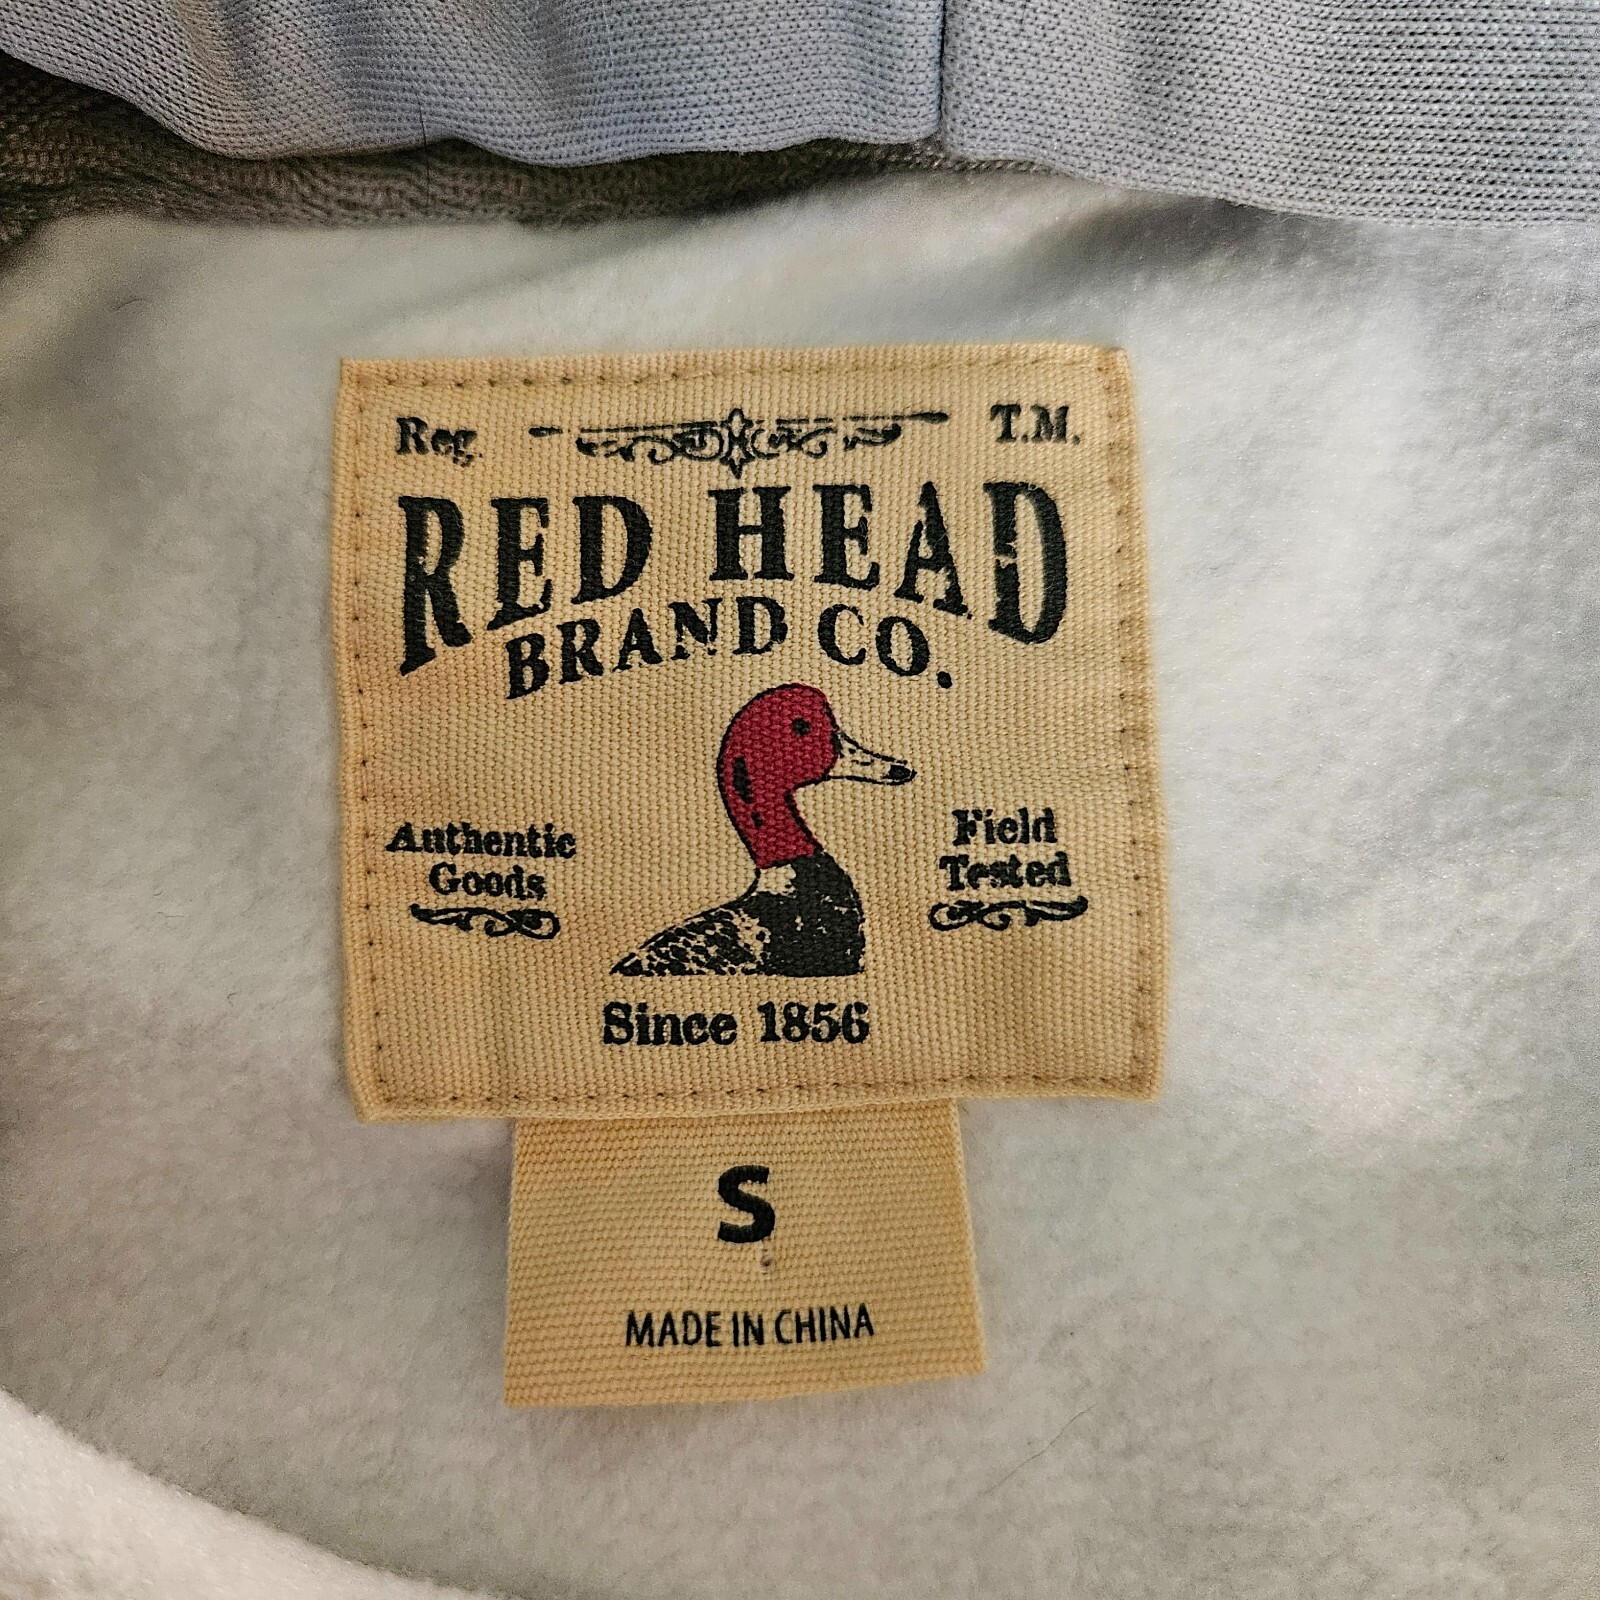 Reg. T.M.
RED HEAD
BRAND CO.
Authentic
Goods
Field
Tested
Since 1856
S
MADE IN CHINA